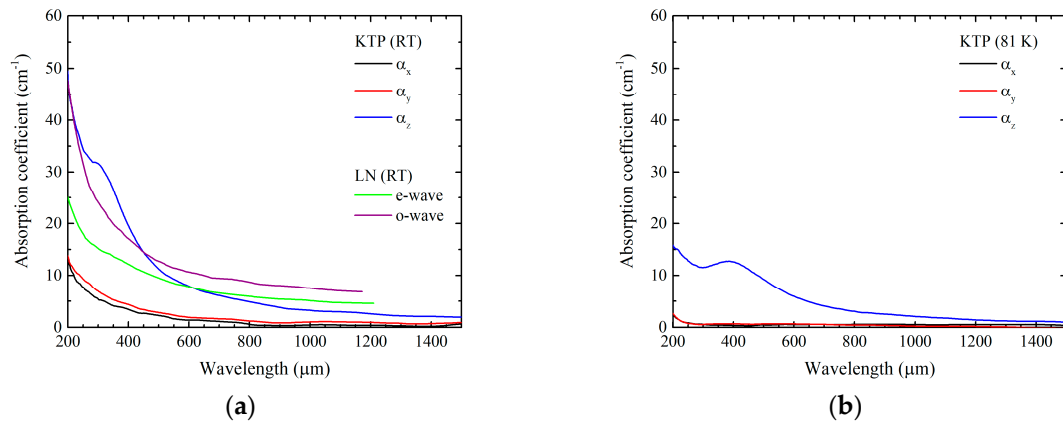 60
50
40
30
20
10
0
Absorption coefficient (cm⁻¹)
200 400 600 800 1000 1200 1400
Wavelength (μm)
KTP (RT)
αx
αy
αz
LN (RT)
e-wave
o-wave
(a)
60
50
40
30
20
10
0
Absorption coefficient (cm⁻¹)
200 400 600 800 1000 1200 1400
Wavelength (μm)
KTP (81 K)
αx
αy
αz
(b)